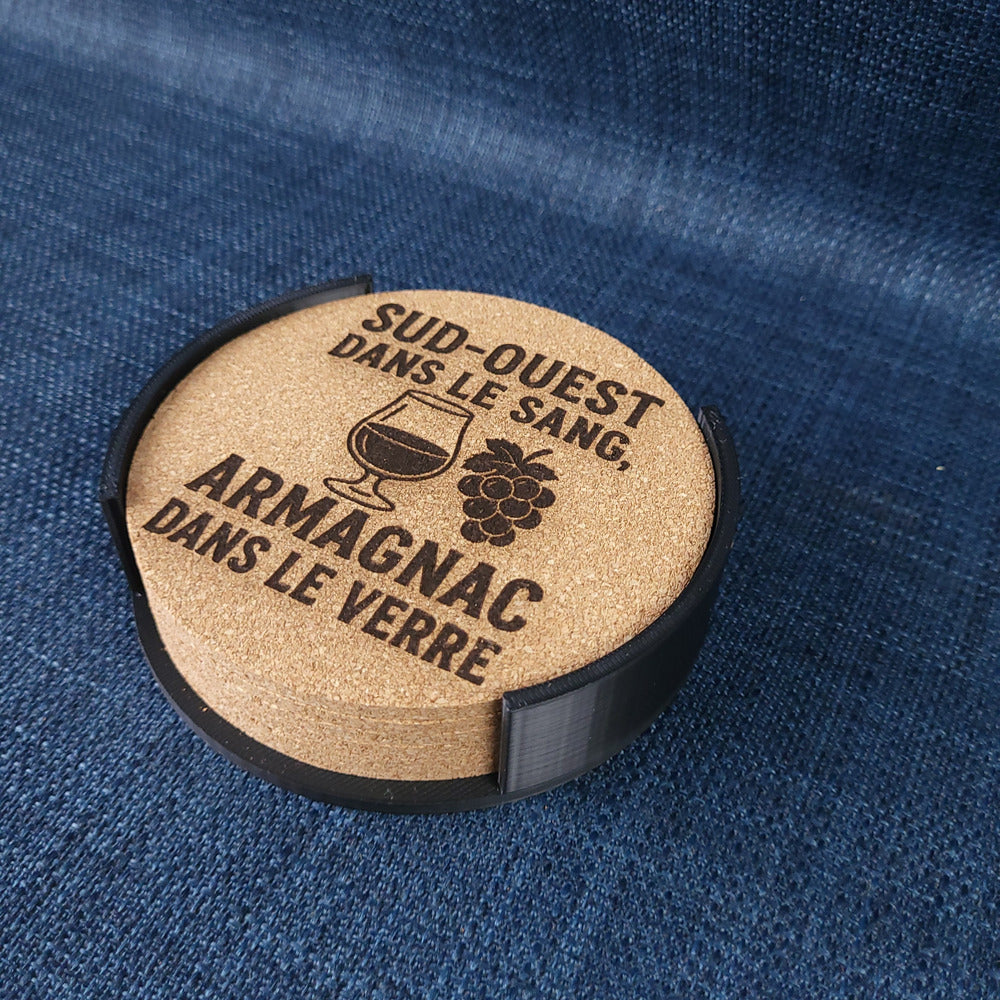 SUD-OUEST
DANS LE SANG,
ARMAGNAC
DANS LE VERRE